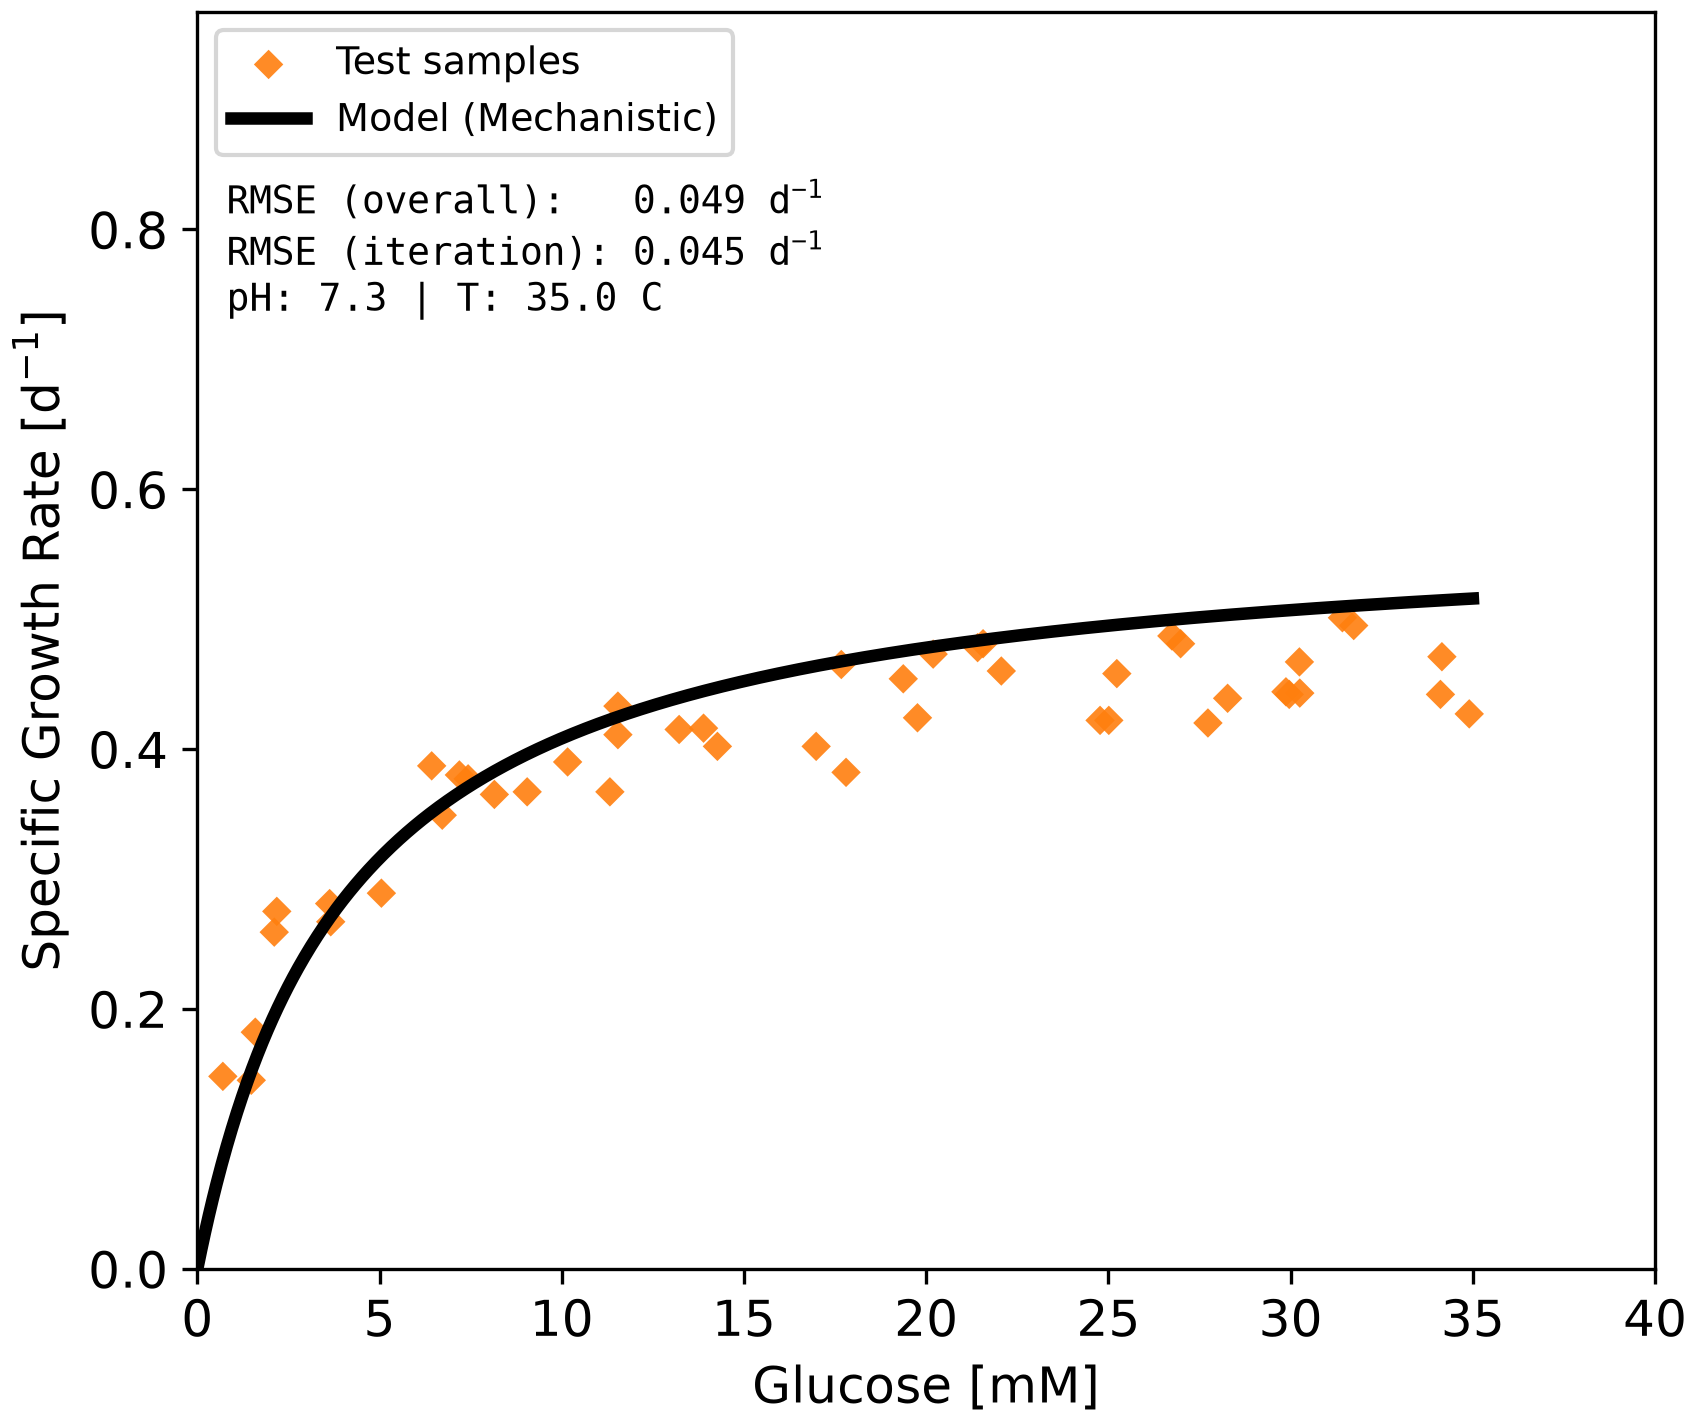 Test samples
Model (Mechanistic)
RMSE (overall):   0.049 d⁻¹
RMSE (iteration): 0.045 d⁻¹
pH: 7.3 | T: 35.0 C
Specific Growth Rate [d⁻¹]
0.8
0.6
0.4
0.2
0.0
0 5 10 15 20 25 30 35 40
Glucose [mM]